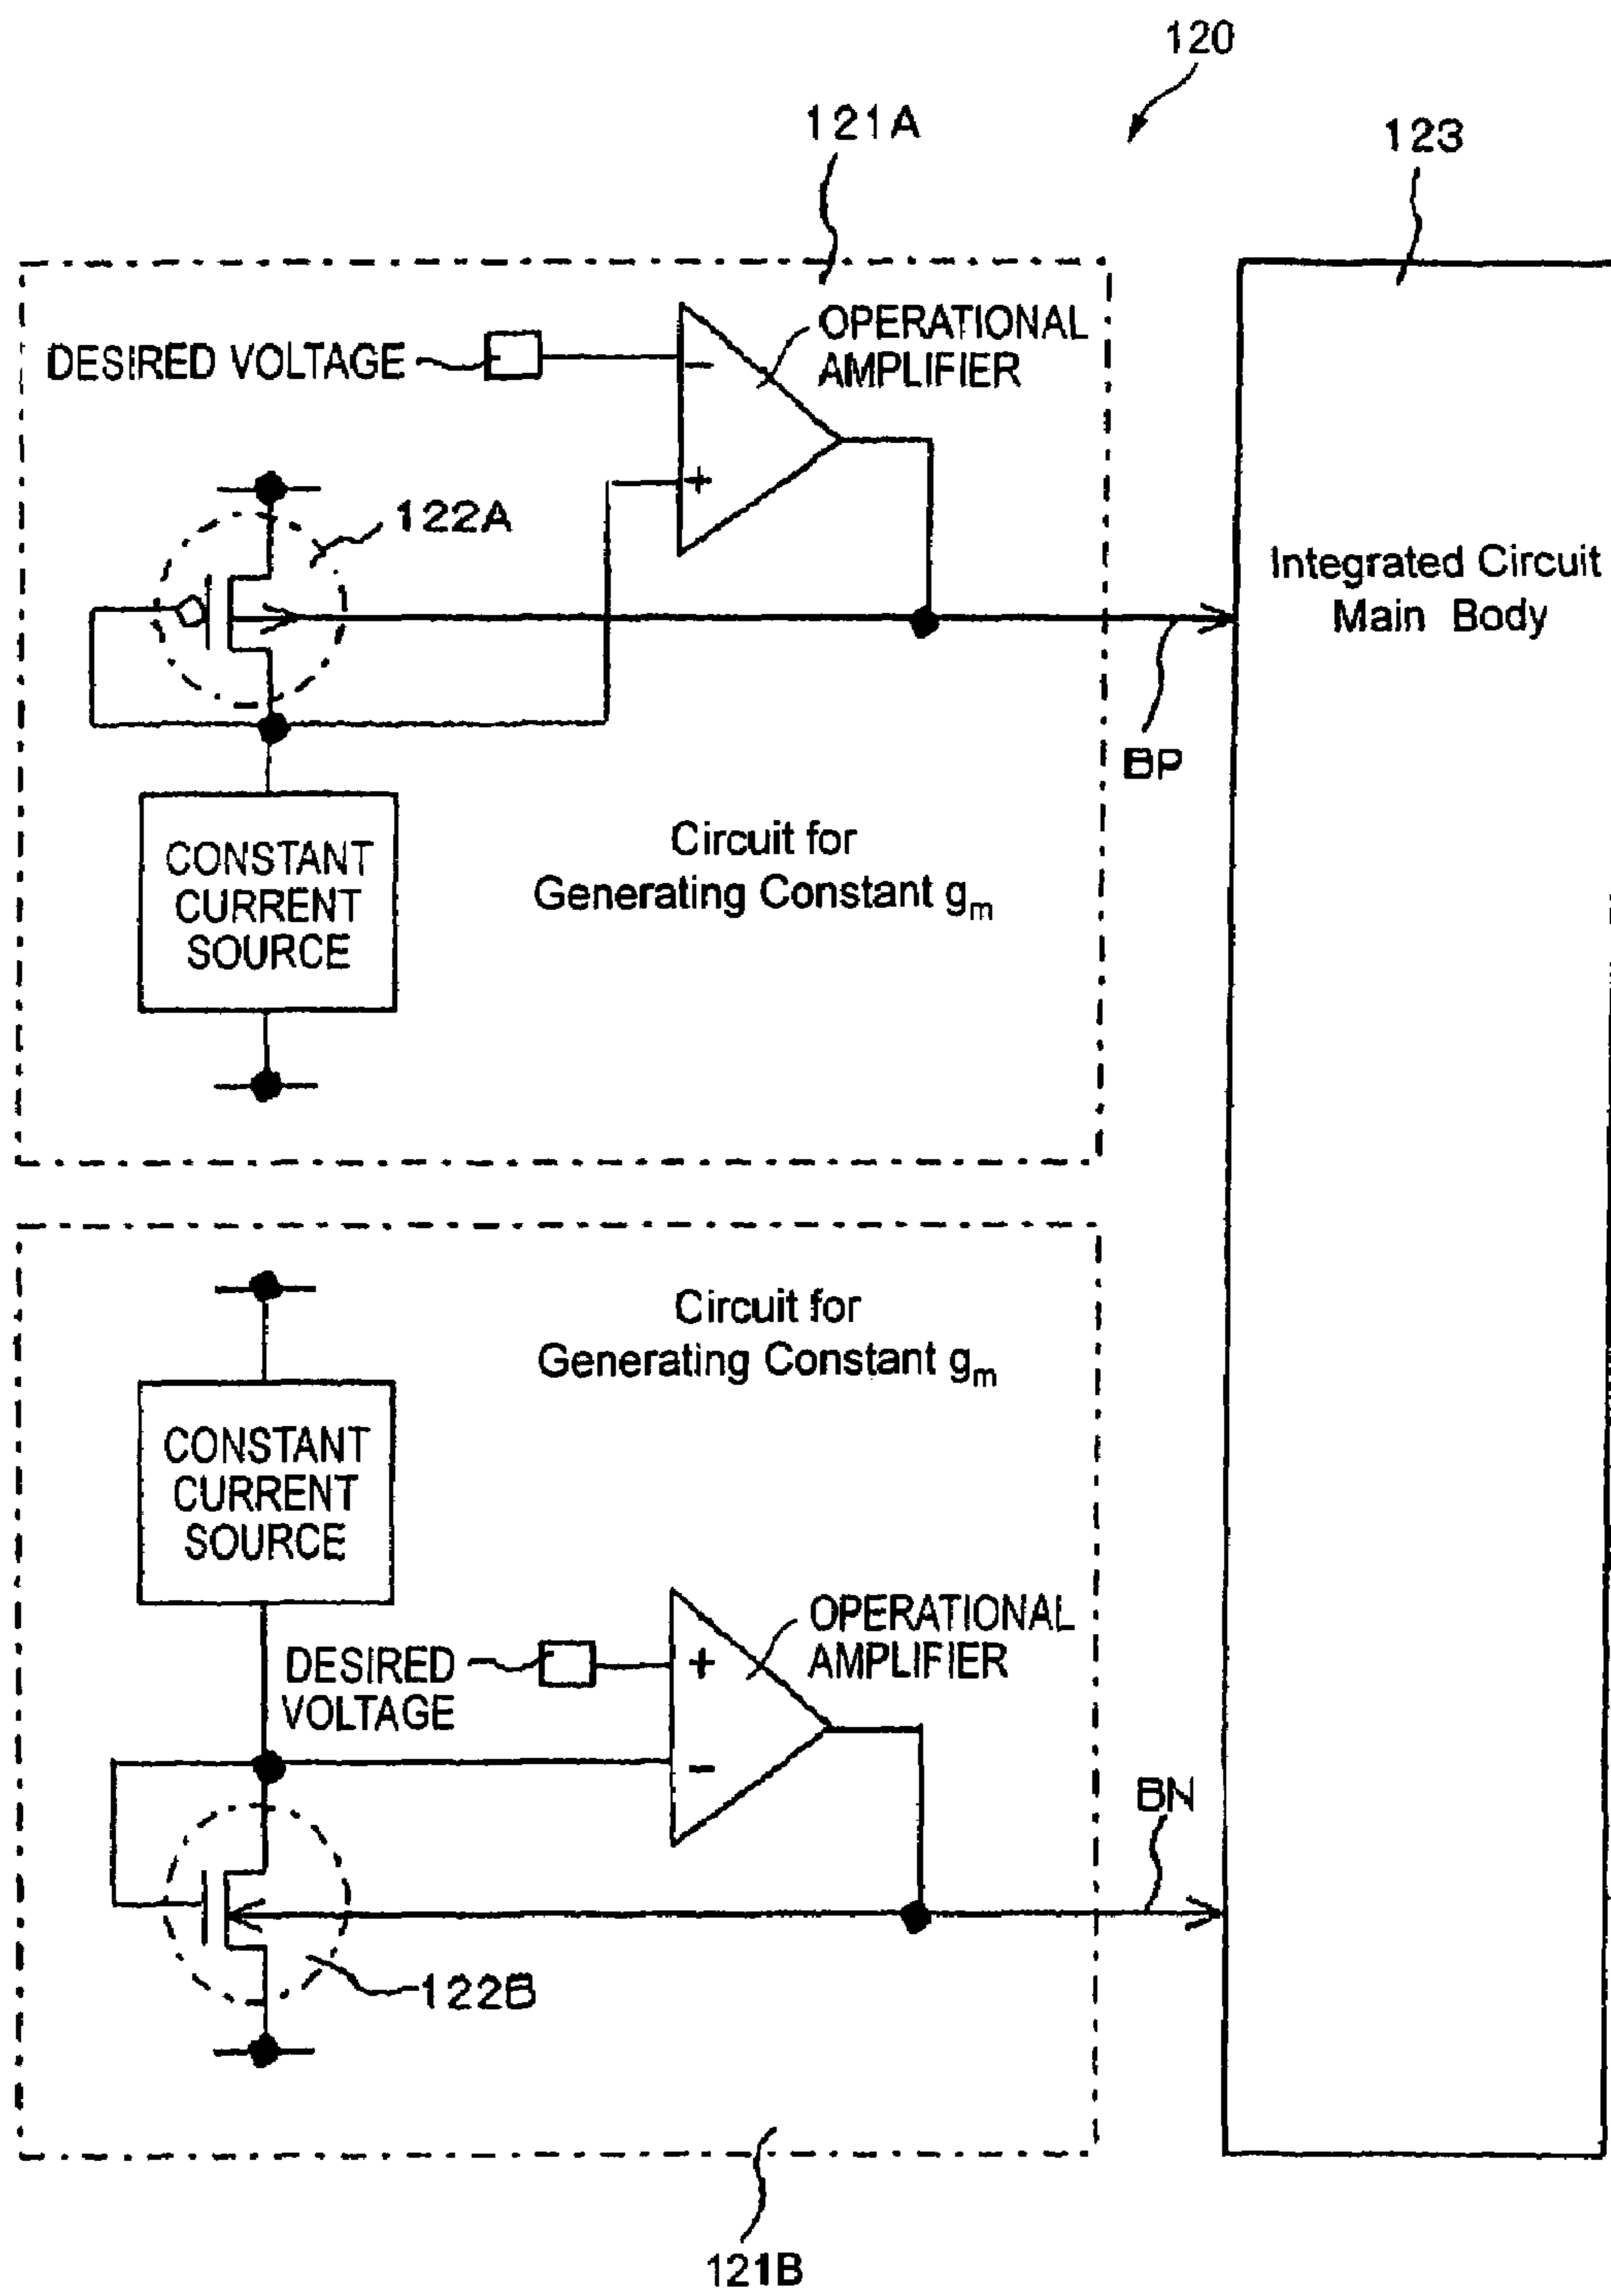 120
121A
123
OPERATIONAL
AMPLIFIER
DESIRED VOLTAGE
−
+
122A
Integrated Circuit
Main Body
BP
CONSTANT
CURRENT
SOURCE
Circuit for
Generating Constant gm
Circuit for
Generating Constant gm
CONSTANT
CURRENT
SOURCE
OPERATIONAL
AMPLIFIER
DESIRED
VOLTAGE
+
−
BN
122B
121B